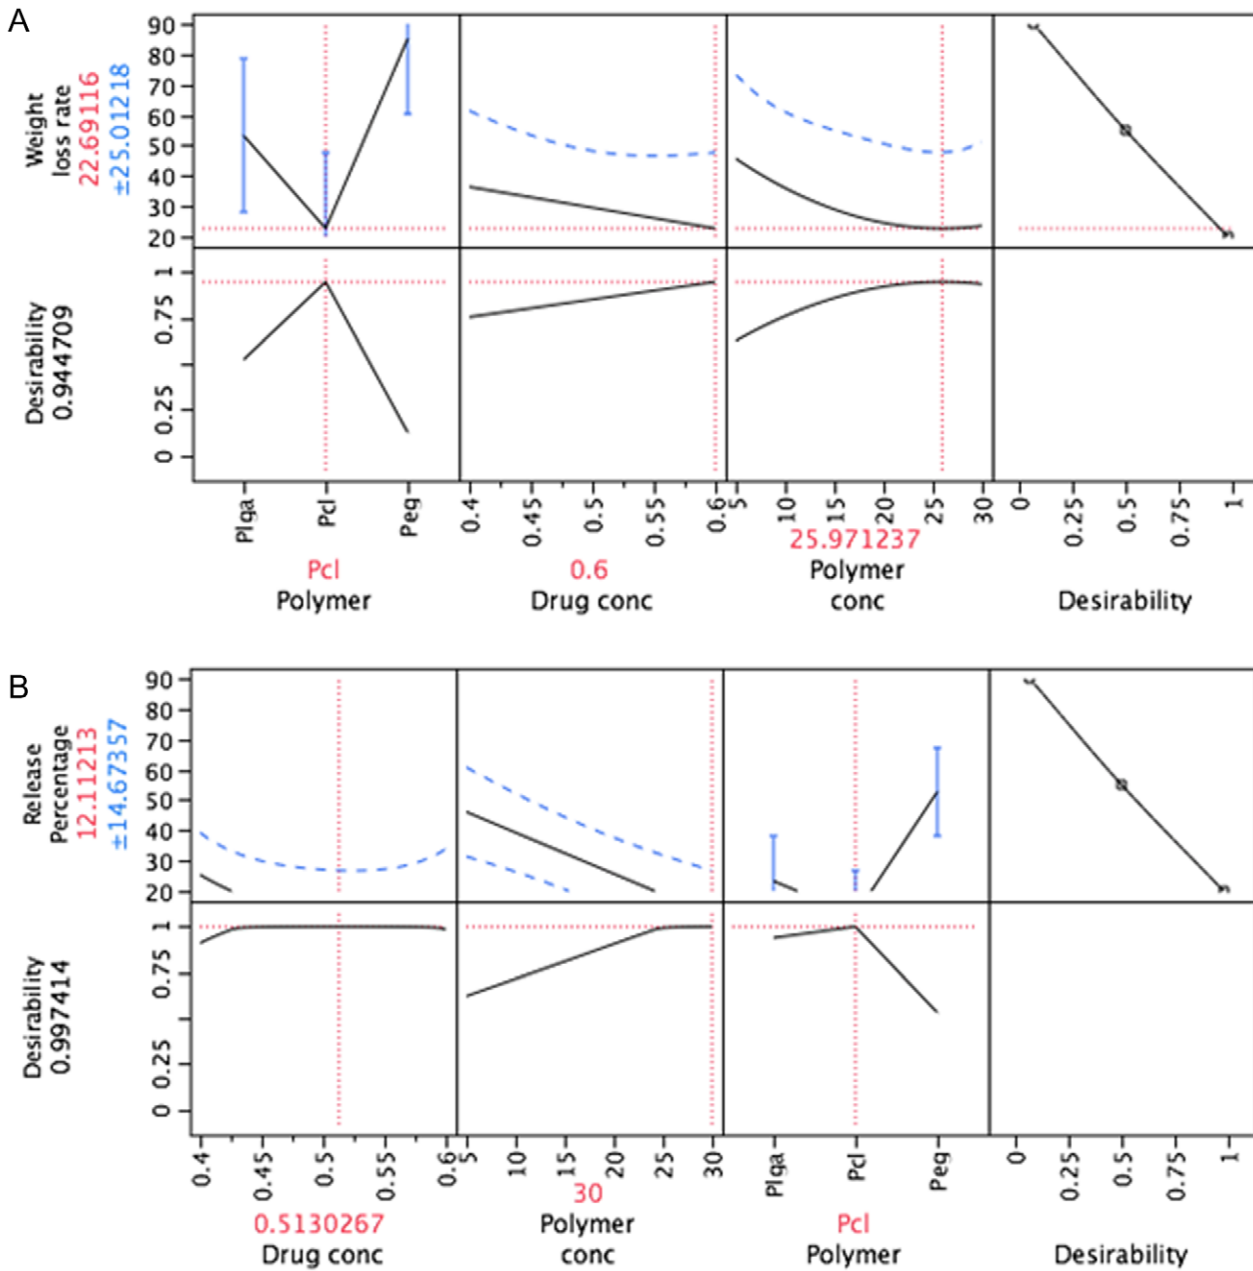 A
Weight
loss rate
22.69116
±25.01218
90
80
70
60
50
40
30
20
Desirability
0.944709
1
0.75
0.25
0
Plga
Pcl
Peg
Pcl
Polymer
0.4
0.45
0.5
0.55
0.6
0.6
Drug conc
5
10
15
20
25
30
25.971237
Polymer
conc
0
0.25
0.5
0.75
1
Desirability
B
Release
Percentage
12.11213
±14.67357
90
80
70
60
50
40
30
20
Desirability
0.997414
1
0.75
0.25
0
0.4
0.45
0.5
0.55
0.6
0.5130267
Drug conc
5
10
15
20
25
30
30
Polymer
conc
Plga
Pcl
Peg
Pcl
Polymer
0
0.25
0.5
0.75
1
Desirability